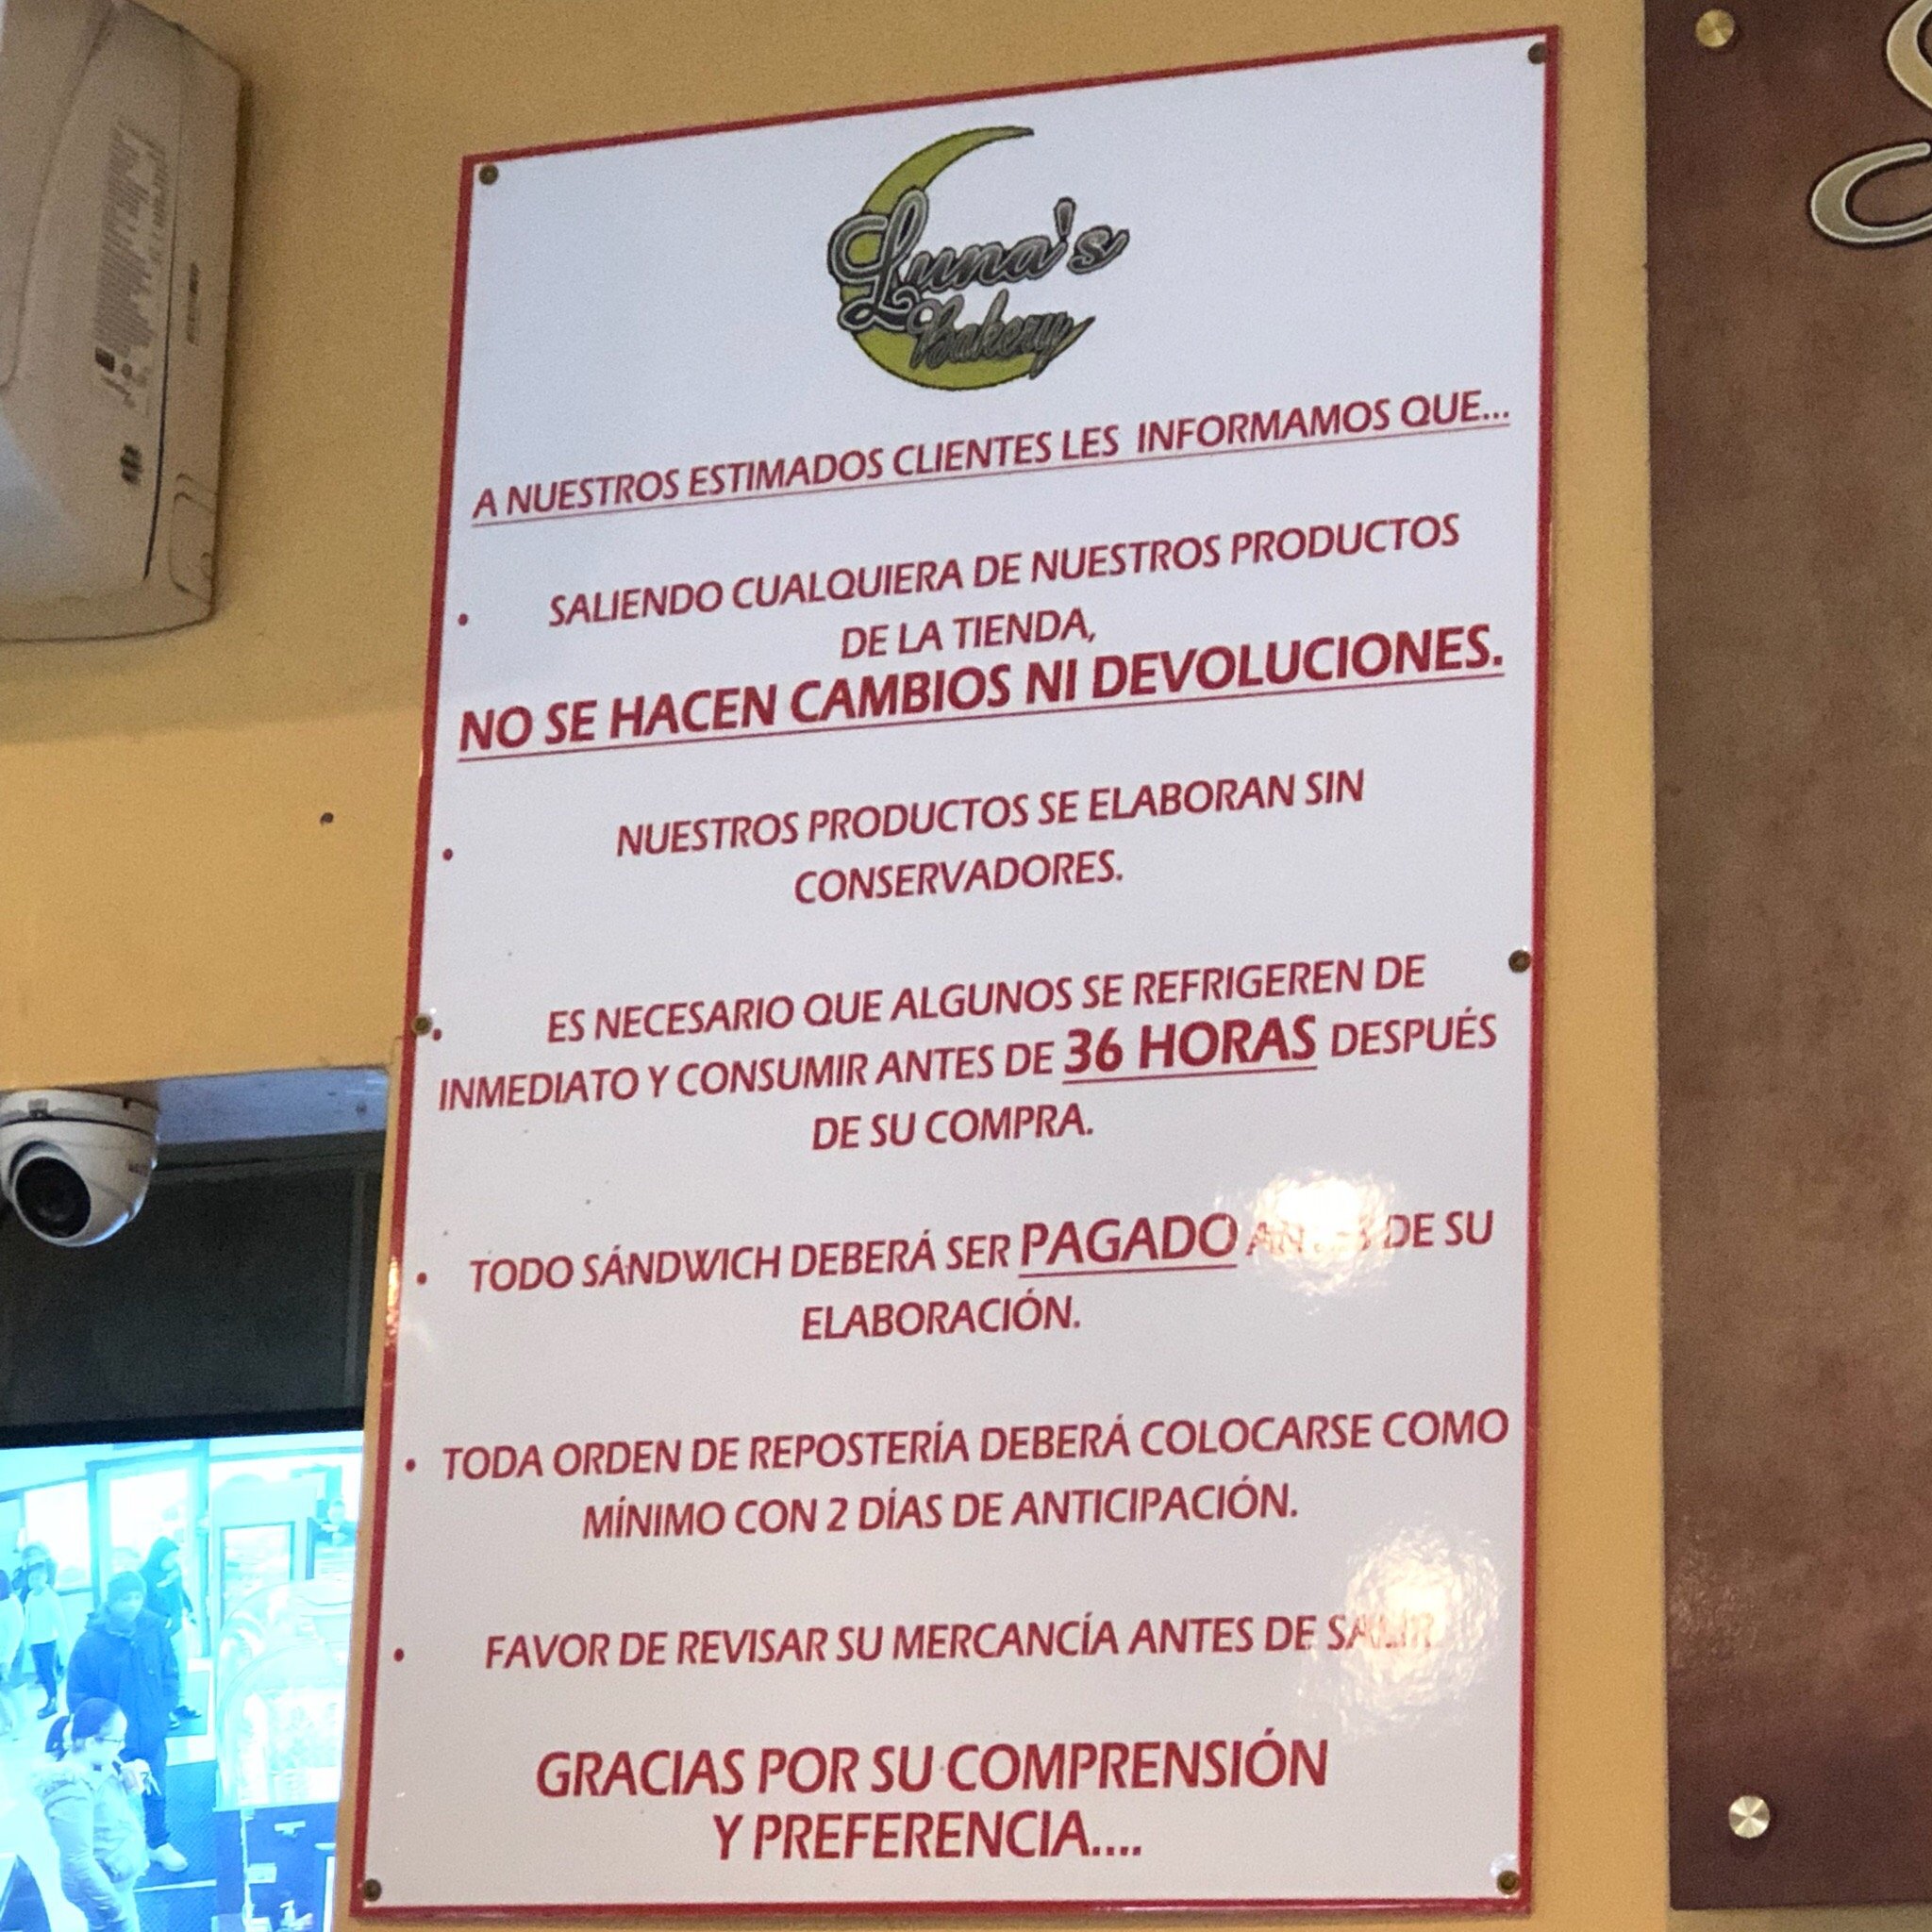 Luna's
Bakery
A NUESTROS ESTIMADOS CLIENTES LES INFORMAMOS QUE...
• SALIENDO CUALQUIERA DE NUESTROS PRODUCTOS
DE LA TIENDA,
NO SE HACEN CAMBIOS NI DEVOLUCIONES.
• NUESTROS PRODUCTOS SE ELABORAN SIN
CONSERVADORES.
• ES NECESARIO QUE ALGUNOS SE REFRIGEREN DE
INMEDIATO Y CONSUMIR ANTES DE 36 HORAS DESPUÉS
DE SU COMPRA.
• TODO SÁNDWICH DEBERÁ SER PAGADO ANTES DE SU
ELABORACIÓN.
• TODA ORDEN DE REPOSTERÍA DEBERÁ COLOCARSE COMO
MÍNIMO CON 2 DÍAS DE ANTICIPACIÓN.
• FAVOR DE REVISAR SU MERCANCÍA ANTES DE SALIR
GRACIAS POR SU COMPRENSIÓN
Y PREFERENCIA....